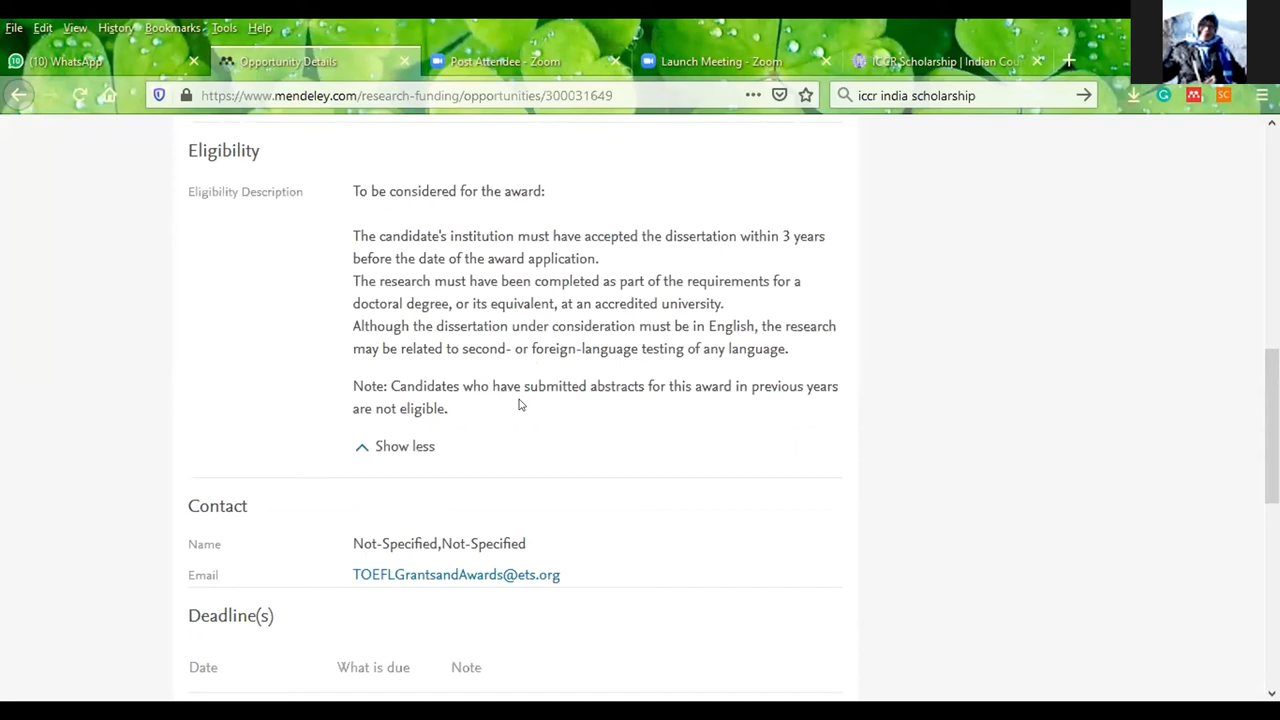 File Edit View History Bookmarks Tools Help
(10) WhatsApp
Opportunity Details
Post Attendee - Zoom
Launch Meeting - Zoom
ICCR Scholarship | Indian Cou
https://www.mendeley.com/research-funding/opportunities/300031649
iccr india scholarship
Eligibility
Eligibility Description
To be considered for the award:
The candidate's institution must have accepted the dissertation within 3 years
before the date of the award application.
The research must have been completed as part of the requirements for a
doctoral degree, or its equivalent, at an accredited university.
Although the dissertation under consideration must be in English, the research
may be related to second- or foreign-language testing of any language.
Note: Candidates who have submitted abstracts for this award in previous years
are not eligible.
Show less
Contact
Name Not-Specified,Not-Specified
Email TOEFLGrantsandAwards@ets.org
Deadline(s)
Date What is due Note